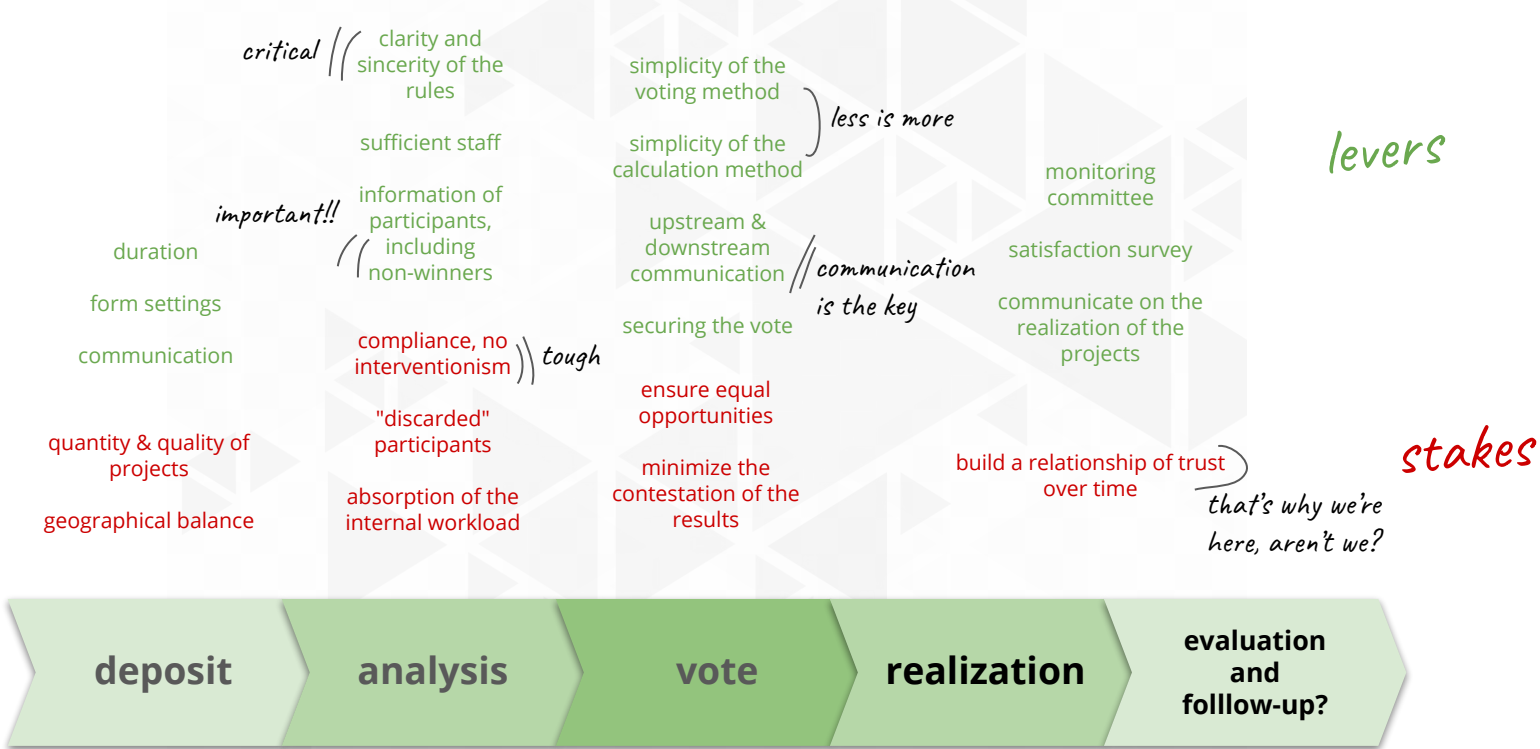 critical
clarity and
sincerity of the
rules
sufficient staff
important!!
information of
participants,
including
non-winners
duration
form settings
communication
compliance, no
interventionism
tough
"discarded"
participants
absorption of the
internal workload
quantity & quality of
projects
geographical balance
simplicity of the
voting method
less is more
simplicity of the
calculation method
upstream &
downstream
communication
communication
is the key
securing the vote
ensure equal
opportunities
minimize the
contestation of the
results
monitoring
committee
satisfaction survey
communicate on the
realization of the
projects
build a relationship of trust
over time
that's why we're
here, aren't we?
levers
stakes
deposit
analysis
vote
realization
evaluation
and
folllow-up?